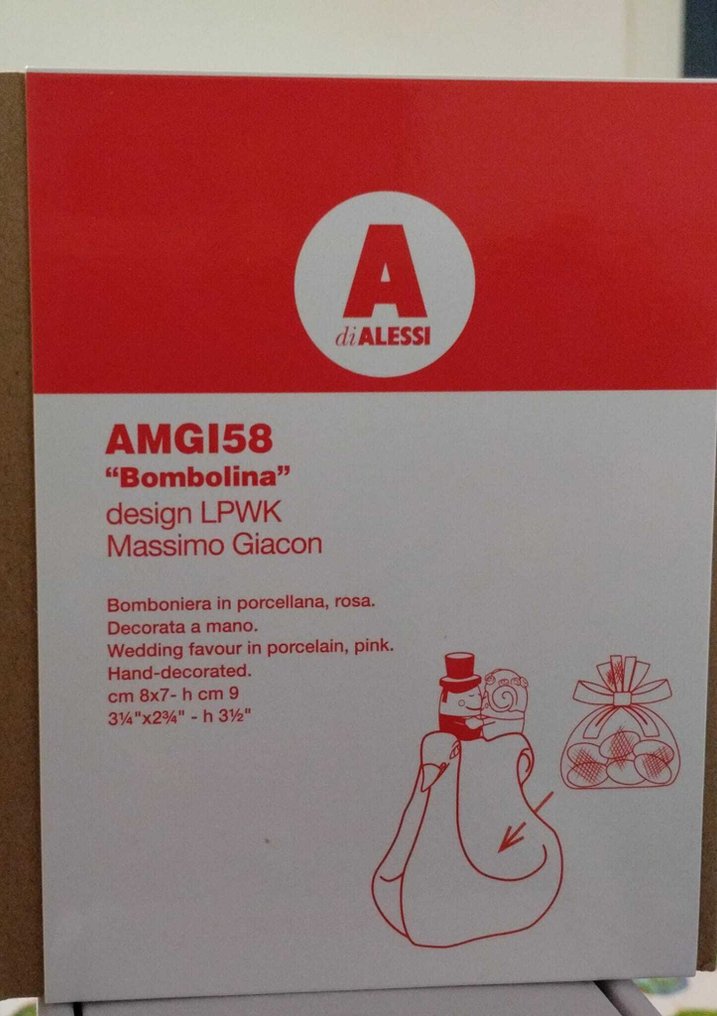 A
di ALESSI
AMGI58
“Bombolina”
design LPWK
Massimo Giacon
Bomboniera in porcellana, rosa.
Decorata a mano.
Wedding favour in porcelain, pink.
Hand-decorated.
cm 8x7- h cm 9
3¼"x2¾" - h 3½"